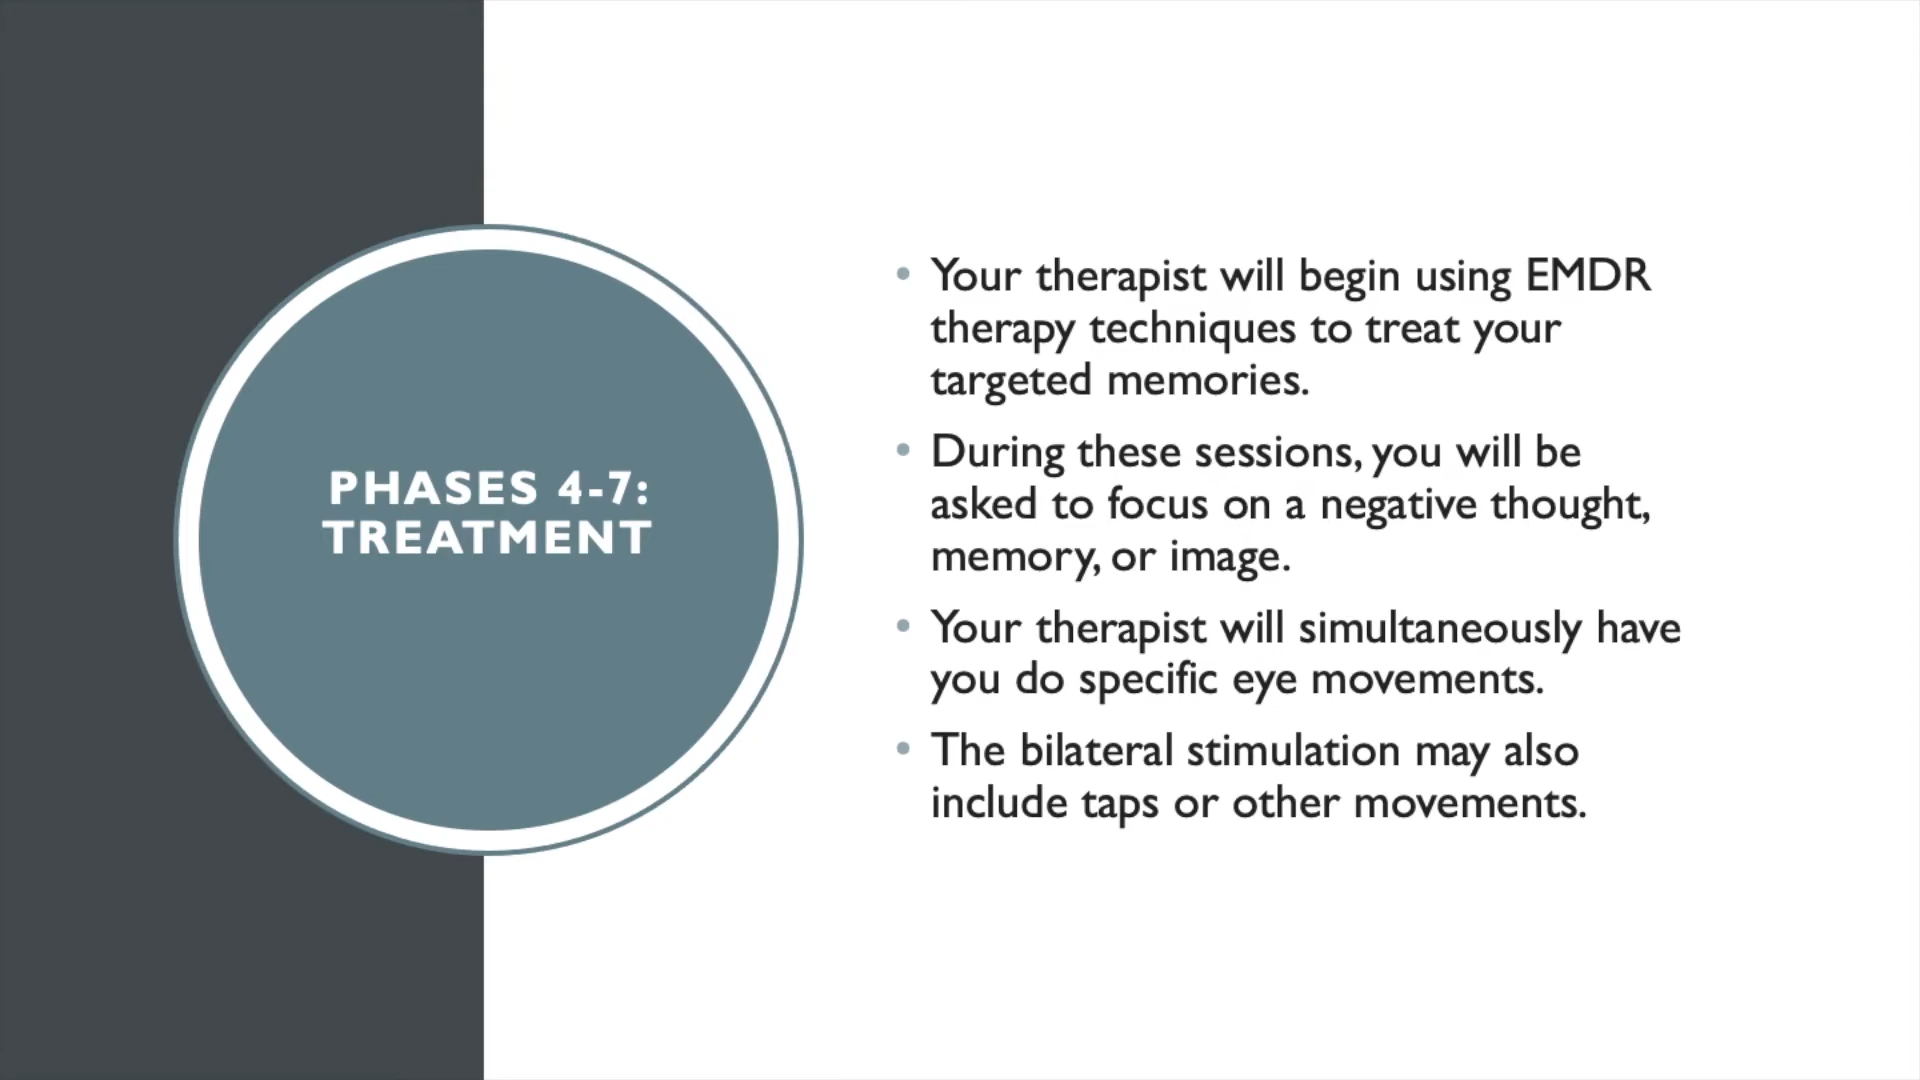 PHASES 4-7:
TREATMENT
• Your therapist will begin using EMDR
therapy techniques to treat your
targeted memories.
• During these sessions, you will be
asked to focus on a negative thought,
memory, or image.
• Your therapist will simultaneously have
you do specific eye movements.
• The bilateral stimulation may also
include taps or other movements.